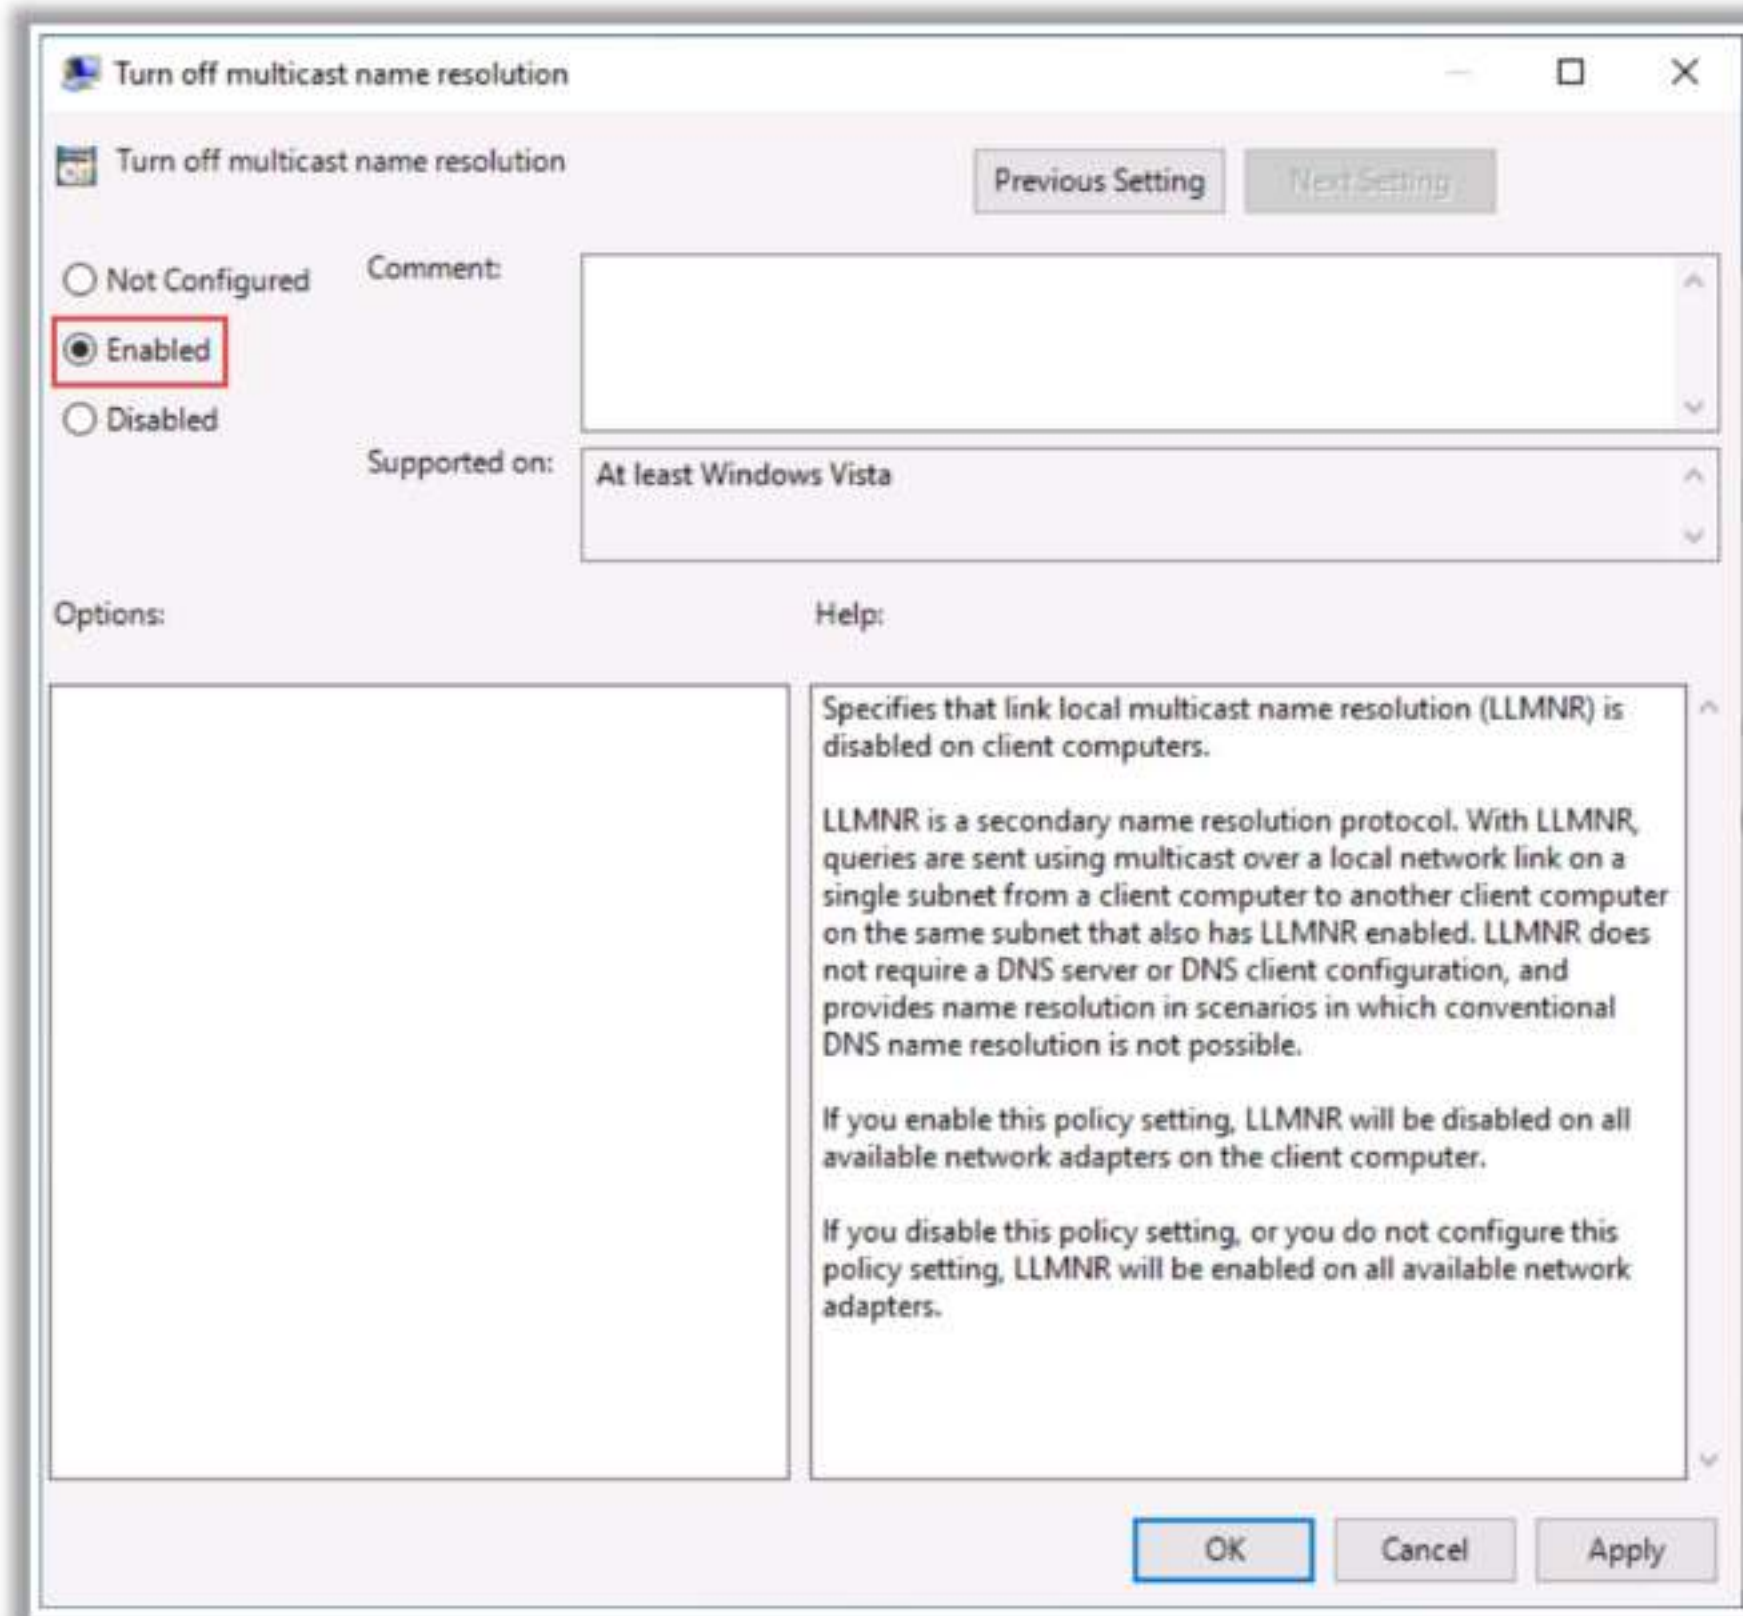 Turn off multicast name resolution
Turn off multicast name resolution
Previous Setting
Next Setting
Not Configured
Comment:
Enabled
Disabled
Supported on:
At least Windows Vista
Options:
Help:
Specifies that link local multicast name resolution (LLMNR) is
disabled on client computers.
LLMNR is a secondary name resolution protocol. With LLMNR,
queries are sent using multicast over a local network link on a
single subnet from a client computer to another client computer
on the same subnet that also has LLMNR enabled. LLMNR does
not require a DNS server or DNS client configuration, and
provides name resolution in scenarios in which conventional
DNS name resolution is not possible.
If you enable this policy setting, LLMNR will be disabled on all
available network adapters on the client computer.
If you disable this policy setting, or you do not configure this
policy setting, LLMNR will be enabled on all available network
adapters.
OK
Cancel
Apply